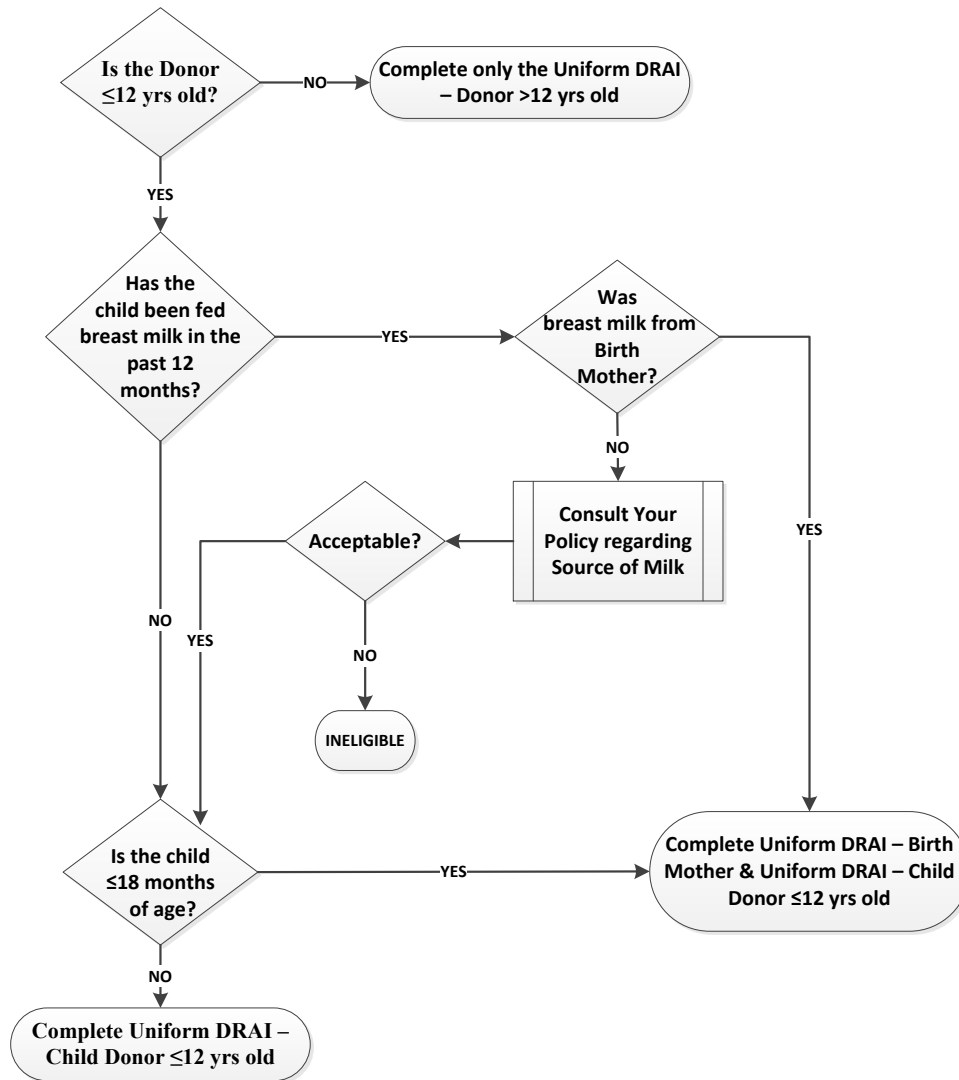 Is the Donor
≤12 yrs old?
NO
Complete only the Uniform DRAI
– Donor >12 yrs old
YES
Has the
child been fed
breast milk in the
past 12
months?
YES
Was
breast milk from
Birth
Mother?
NO
YES
Consult Your
Policy regarding
Source of Milk
Acceptable?
NO
YES
NO
INELIGIBLE
Is the child
≤18 months
of age?
YES
Complete Uniform DRAI – Birth
Mother & Uniform DRAI – Child
Donor ≤12 yrs old
NO
Complete Uniform DRAI –
Child Donor ≤12 yrs old